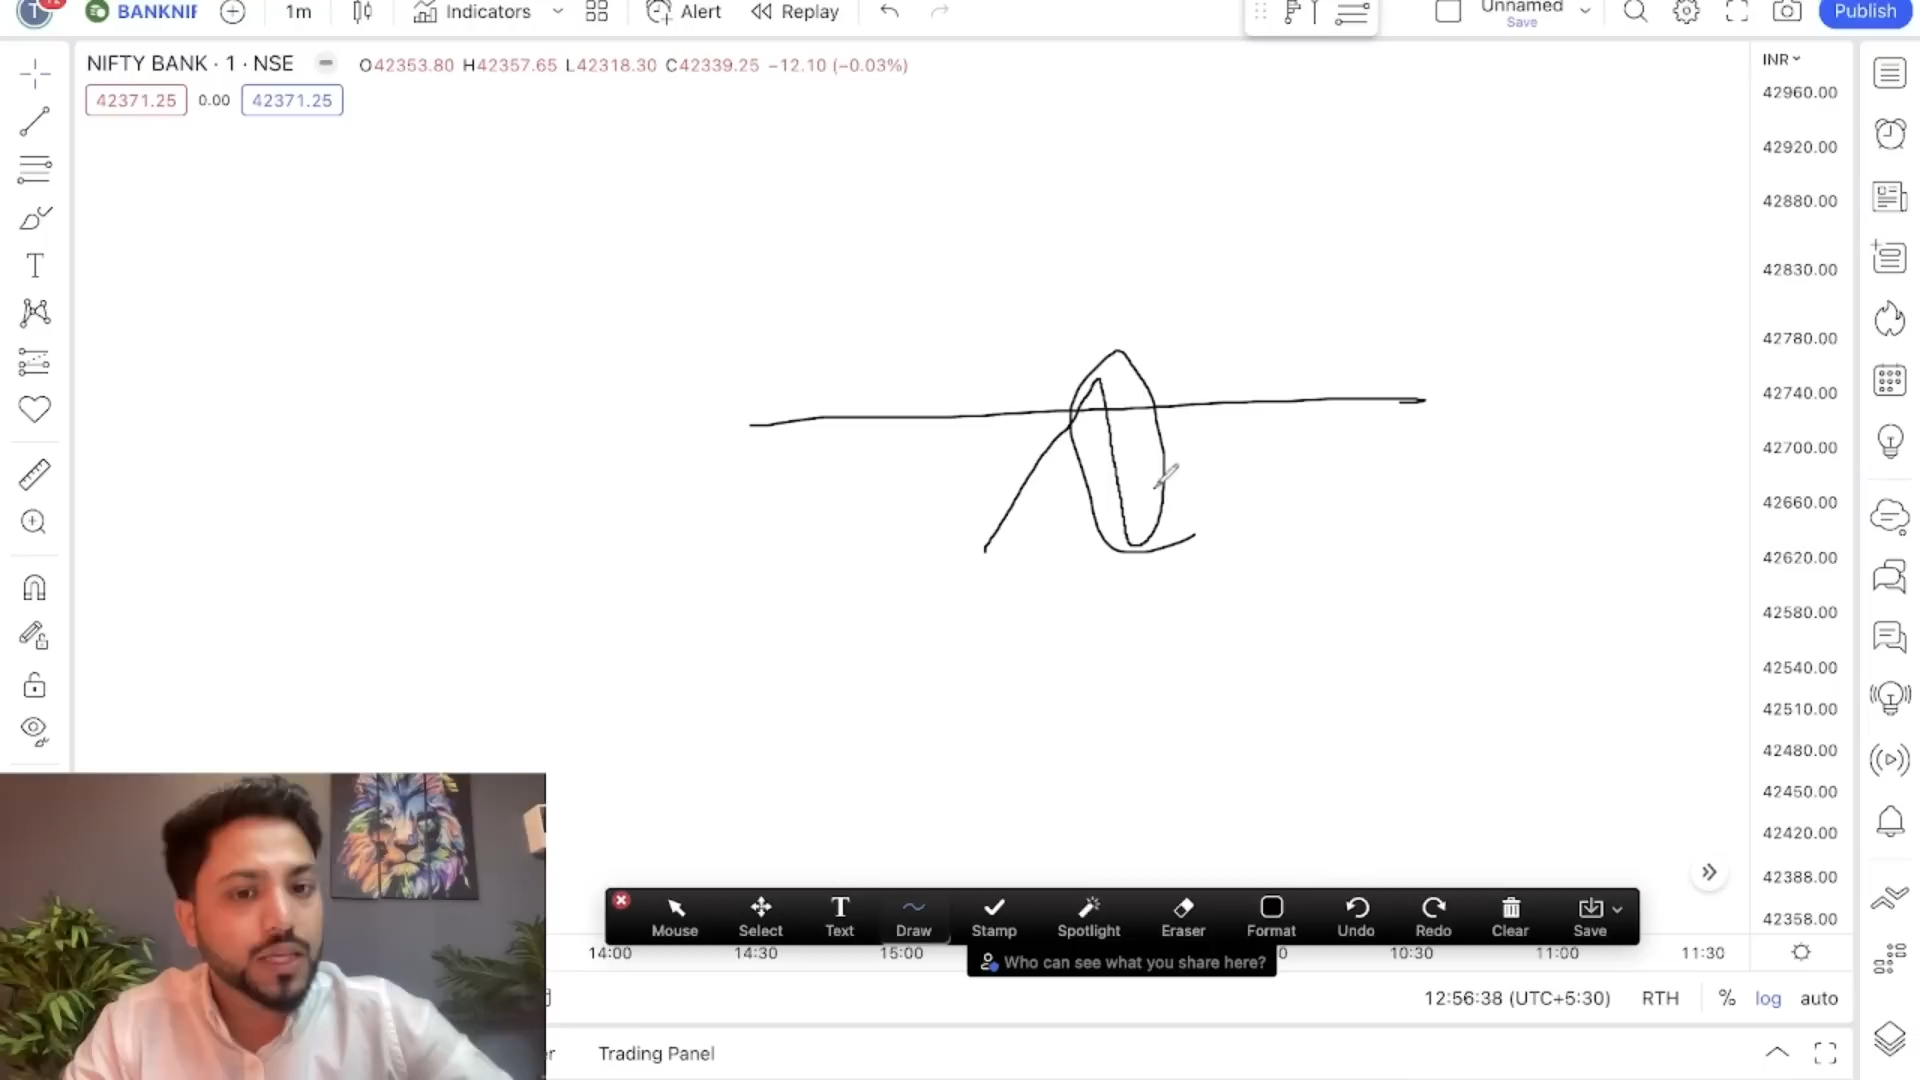 BANKNIF
1m
Indicators
Alert
Replay
Unnamed
Save
Publish
NIFTY BANK · 1 · NSE
O42353.80 H42357.65 L42318.30 C42339.25 −12.10 (−0.03%)
42371.25 0.00 42371.25
INR
42960.00
42920.00
42880.00
42830.00
42780.00
42740.00
42700.00
42660.00
42620.00
42580.00
42540.00
42510.00
42480.00
42450.00
42420.00
42388.00
42358.00
Mouse Select Text Draw Stamp Spotlight Eraser Format Undo Redo Clear Save
14:00 14:30 15:00 10:30 11:00 11:30
Who can see what you share here?
12:56:38 (UTC+5:30) RTH % log auto
Trading Panel